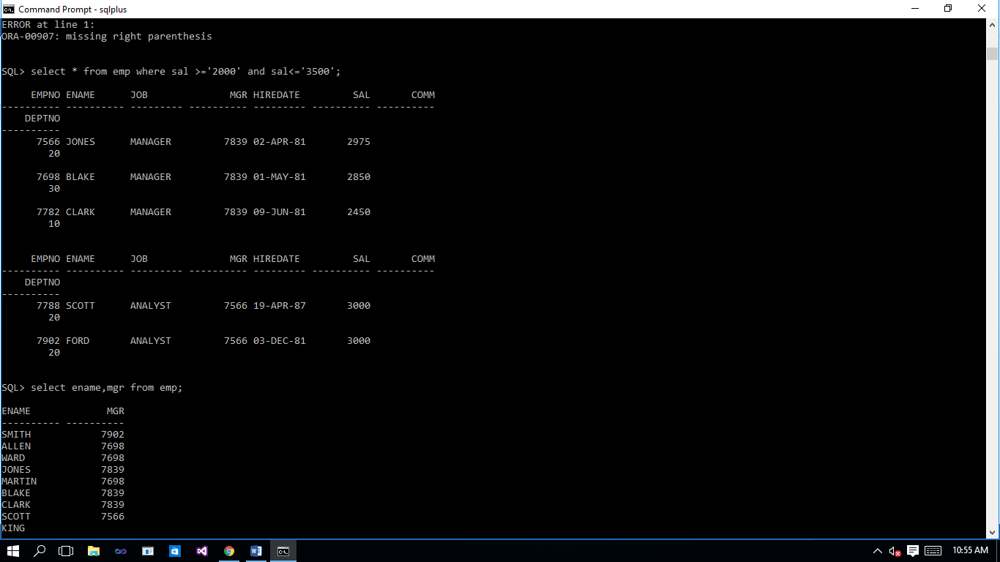 Command Prompt - sqlplus
ERROR at line 1:
ORA-00907: missing right parenthesis
SQL> select * from emp where sal >='2000' and sal<='3500';
EMPNO ENAME JOB MGR HIREDATE SAL COMM
---------- ---------- --------- ---------- --------- ---------- ----------
DEPTNO
----------
7566 JONES MANAGER 7839 02-APR-81 2975
20
7698 BLAKE MANAGER 7839 01-MAY-81 2850
30
7782 CLARK MANAGER 7839 09-JUN-81 2450
10
EMPNO ENAME JOB MGR HIREDATE SAL COMM
---------- ---------- --------- ---------- --------- ---------- ----------
DEPTNO
----------
7788 SCOTT ANALYST 7566 19-APR-87 3000
20
7902 FORD ANALYST 7566 03-DEC-81 3000
20
SQL> select ename,mgr from emp;
ENAME MGR
---------- ----------
SMITH 7902
ALLEN 7698
WARD 7698
JONES 7839
MARTIN 7698
BLAKE 7839
CLARK 7839
SCOTT 7566
KING
10:55 AM